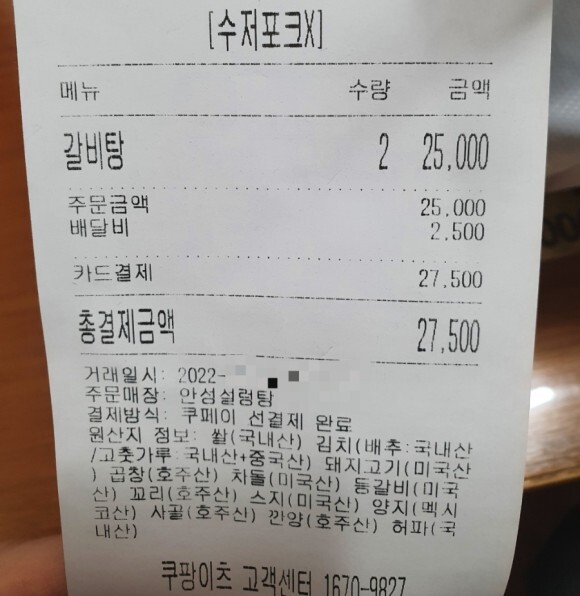 [수저포크X]
메뉴 수량 금액
갈비탕 2 25,000
주문금액 25,000
배달비 2,500
카드결제 27,500
총결제금액 27,500
거래일시: 2022-
주문매장: 안성설렁탕
결제방식: 쿠페이 선결제 완료
원산지 정보: 쌀(국내산) 김치(배추:국내산
/고춧가루:국내산+중국산) 돼지고기(미국산
) 곱창(호주산) 차돌(미국산) 등갈비(미국
산) 꼬리(호주산) 스지(미국산) 양지(멕시
코산) 사골(호주산) 깐양(호주산) 허파(국
내산)
쿠팡이츠 고객센터 1670-9827